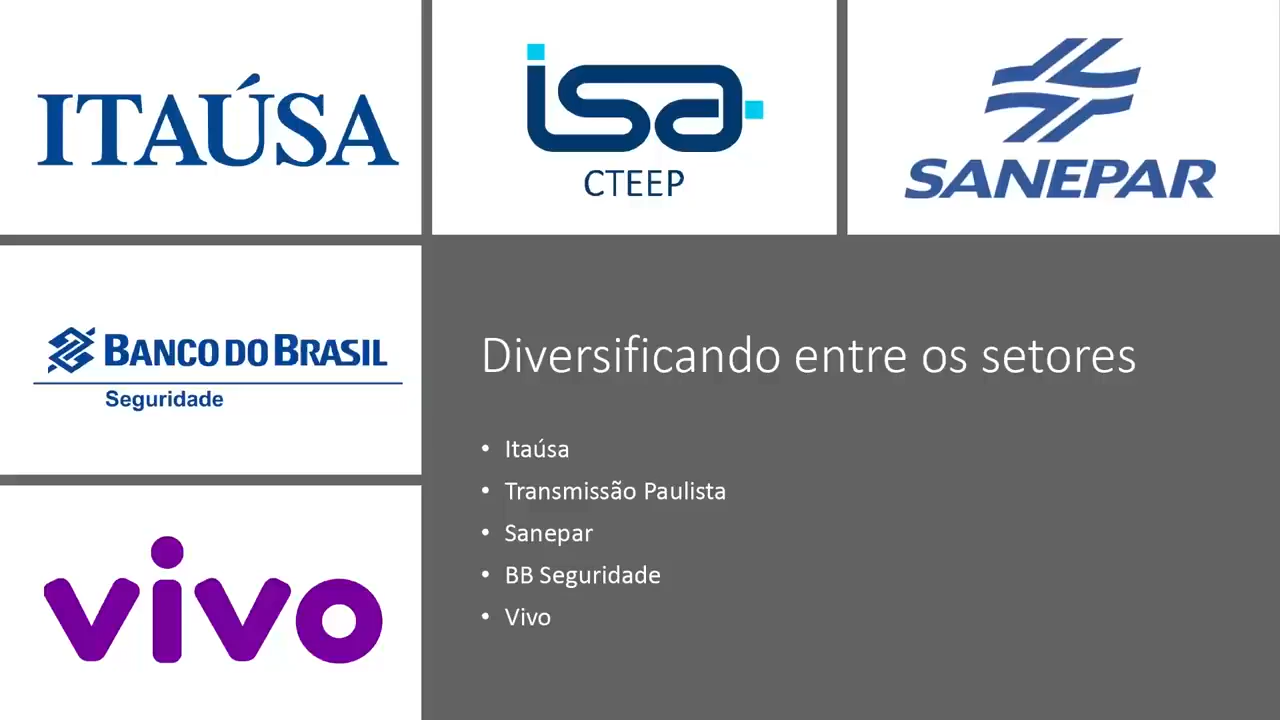 ITAÚSA
isa
CTEEP
SANEPAR
BANCO DO BRASIL
Seguridade
vivo
Diversificando entre os setores
• Itaúsa
• Transmissão Paulista
• Sanepar
• BB Seguridade
• Vivo